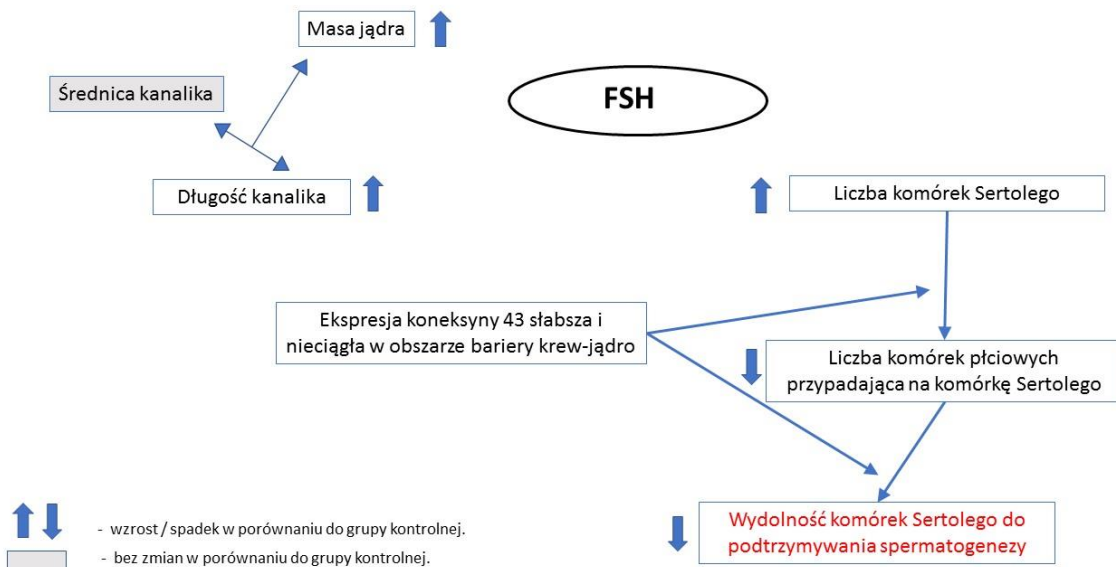 Masa jądra
Średnica kanalika
FSH
Długość kanalika
Liczba komórek Sertolego
Ekspresja koneksyny 43 słabsza i
nieciągła w obszarze bariery krew-jądro
Liczba komórek płciowych
przypadająca na komórkę Sertolego
Wydolność komórek Sertolego do
podtrzymywania spermatogenezy
- wzrost / spadek w porównaniu do grupy kontrolnej.
- bez zmian w porównaniu do grupy kontrolnej.